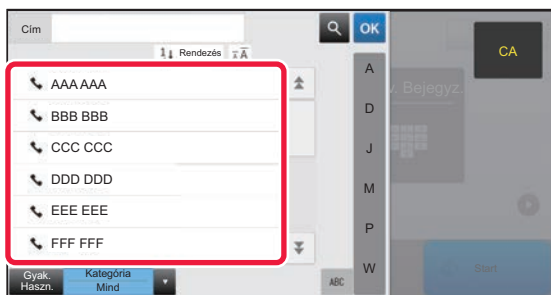 Cím
OK
CA
Rendezés
AAA AAA
BBB BBB
CCC CCC
DDD DDD
EEE EEE
FFF FFF
A
D
J
M
P
W
v. Bejegyz.
Gyak.
Haszn.
Kategória
Mind
ABC
Start